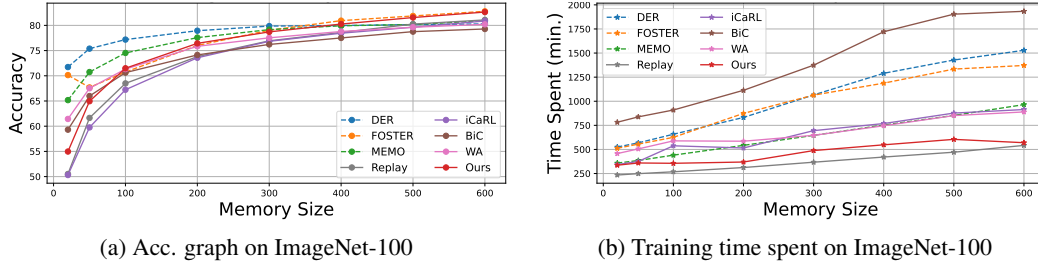 Accuracy
80
75
70
65
60
55
50
0
100
200
300
400
500
600
Memory Size
DER
FOSTER
MEMO
Replay
iCaRL
BiC
WA
Ours
(a) Acc. graph on ImageNet-100
Time Spent (min.)
2000
1750
1500
1250
1000
750
500
250
0
100
200
300
400
500
600
Memory Size
DER
FOSTER
MEMO
Replay
iCaRL
BiC
WA
Ours
(b) Training time spent on ImageNet-100